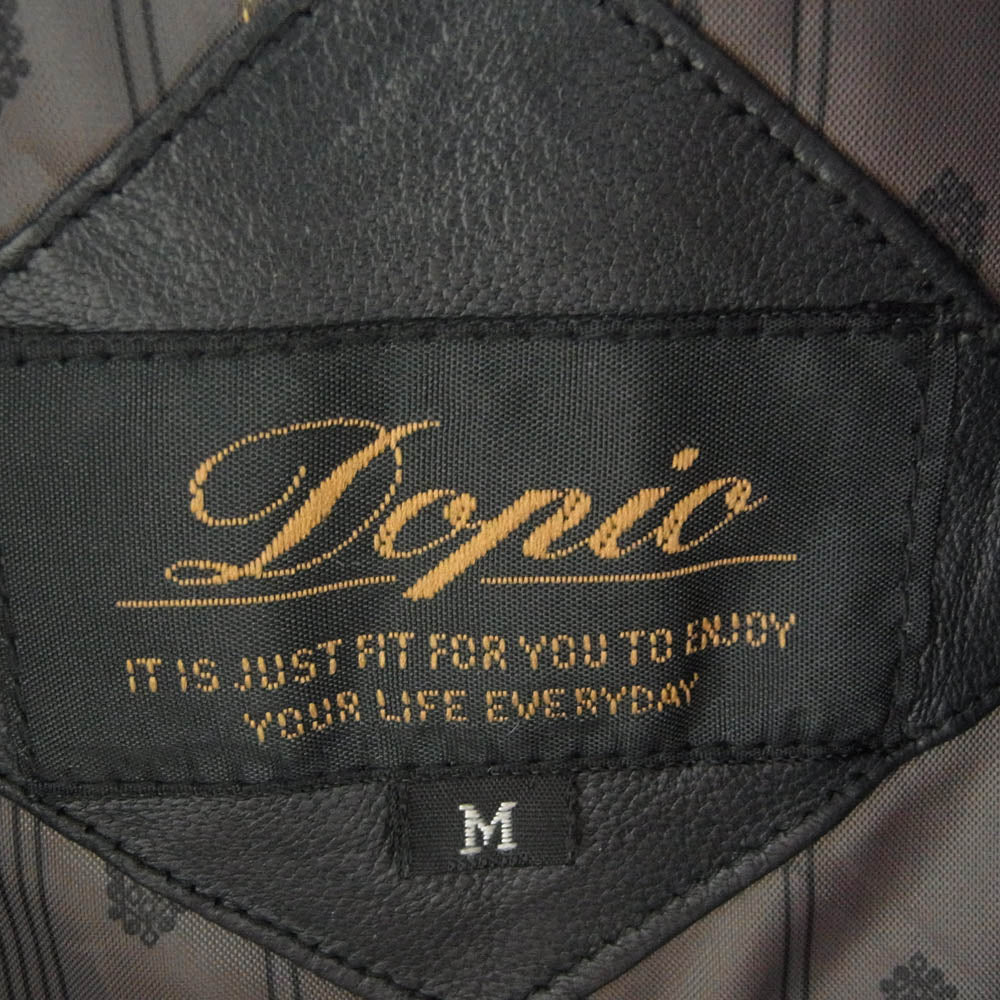 Dopio
IT IS JUST FIT FOR YOU TO ENJOY
YOUR LIFE EVERYDAY
M